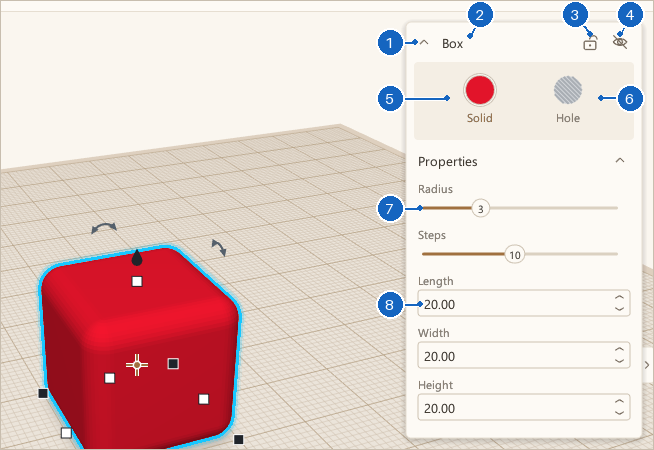 2
3
4
1
Box
5
6
Solid
Hole
Properties
Radius
7
3
Steps
10
Length
8
20.00
Width
20.00
Height
20.00